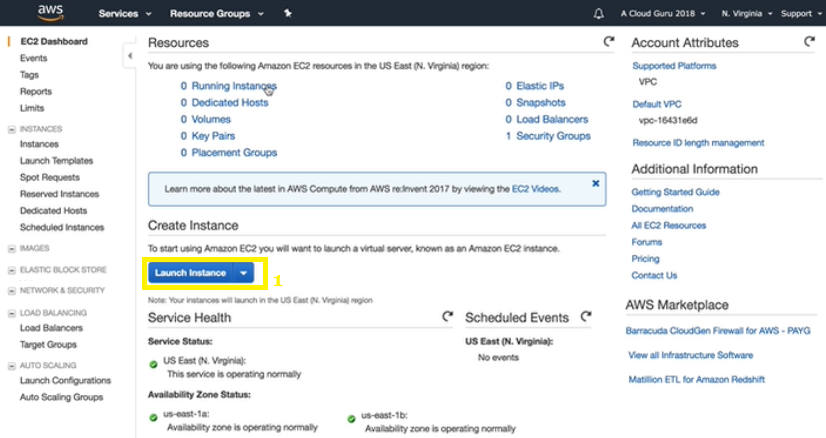 aws
Services
Resource Groups
A Cloud Guru 2018
N. Virginia
Support
EC2 Dashboard
Events
Tags
Reports
Limits
INSTANCES
Instances
Launch Templates
Spot Requests
Reserved Instances
Dedicated Hosts
Scheduled Instances
IMAGES
ELASTIC BLOCK STORE
NETWORK & SECURITY
LOAD BALANCING
Load Balancers
Target Groups
AUTO SCALING
Launch Configurations
Auto Scaling Groups
Resources
You are using the following Amazon EC2 resources in the US East (N. Virginia) region:
0 Running Instances
0 Dedicated Hosts
0 Volumes
0 Key Pairs
0 Placement Groups
0 Elastic IPs
0 Snapshots
0 Load Balancers
1 Security Groups
Learn more about the latest in AWS Compute from AWS re:Invent 2017 by viewing the EC2 Videos.
Create Instance
To start using Amazon EC2 you will want to launch a virtual server, known as an Amazon EC2 instance.
Launch Instance
1
Note: Your instances will launch in the US East (N. Virginia) region
Service Health
Service Status:
US East (N. Virginia):
This service is operating normally
Availability Zone Status:
us-east-1a:
Availability zone is operating normally
us-east-1b:
Availability zone is operating normally
Scheduled Events
US East (N. Virginia):
No events
Account Attributes
Supported Platforms
VPC
Default VPC
vpc-16431e6d
Resource ID length management
Additional Information
Getting Started Guide
Documentation
All EC2 Resources
Forums
Pricing
Contact Us
AWS Marketplace
Barracuda CloudGen Firewall for AWS - PAYG
View all Infrastructure Software
Matillion ETL for Amazon Redshift